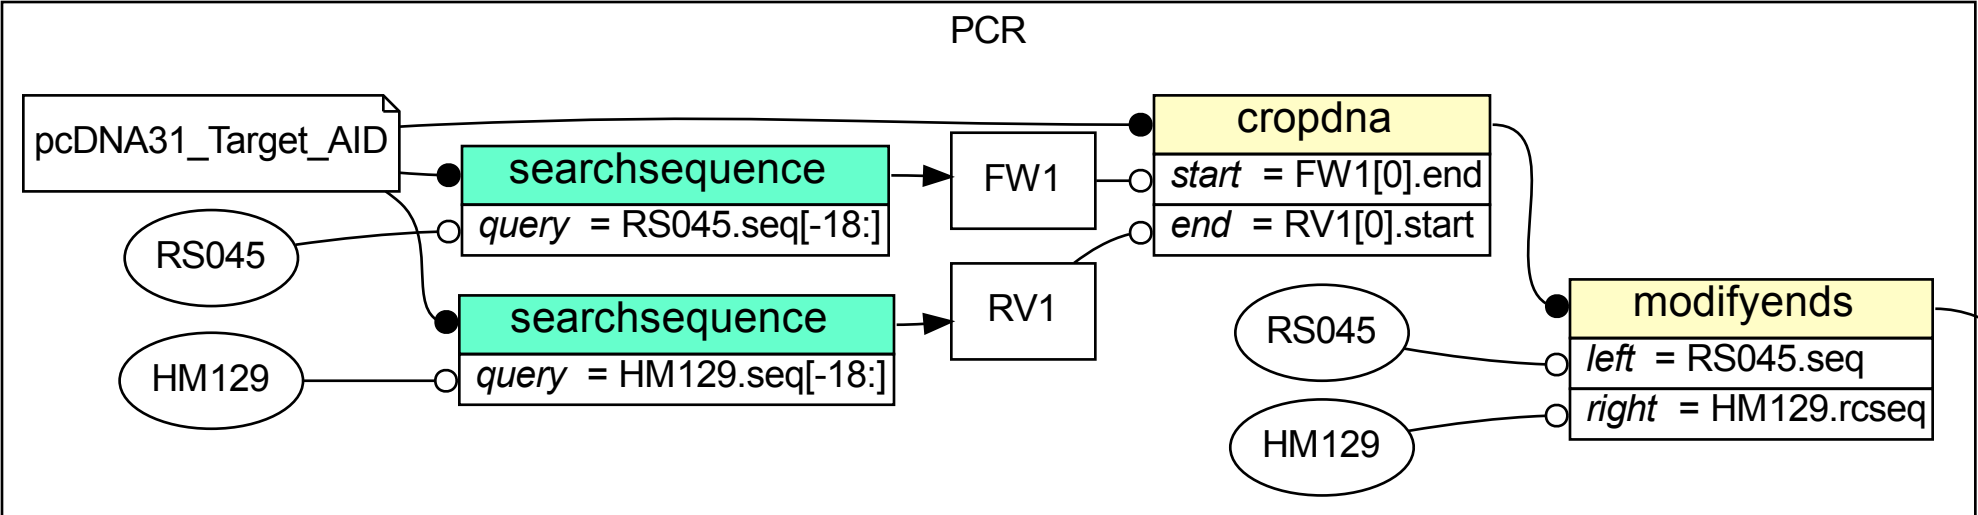 PCR
pcDNA31_Target_AID
searchsequence
query = RS045.seq[-18:]
RS045
searchsequence
query = HM129.seq[-18:]
HM129
FW1
RV1
cropdna
start = FW1[0].end
end = RV1[0].start
RS045
HM129
modifyends
left = RS045.seq
right = HM129.rcseq